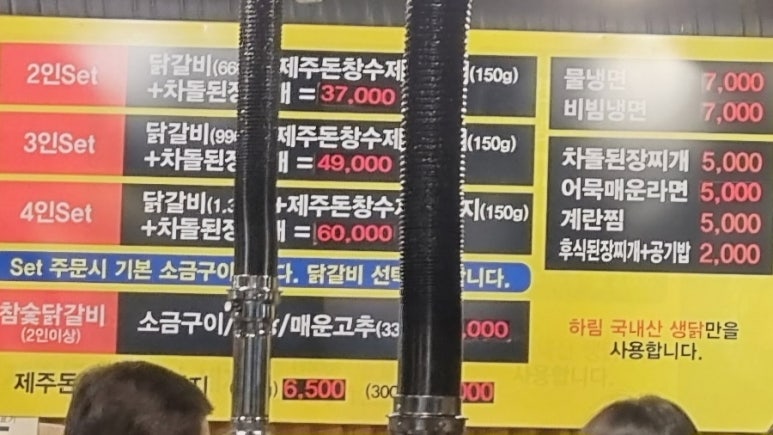 2인Set
닭갈비(66 제주돈창수제 (150g)
+차돌된장 개 = 37,000
3인Set
닭갈비(99 제주돈창수제 (150g)
+차돌된장 개 = 49,000
4인Set
닭갈비(1.3 +제주돈창수 지(150g)
+차돌된 = 60,000
Set 주문시 기본 소금구이 다. 닭갈비 선택 합니다.
참숯닭갈비
(2인이상)
소금구이/ /매운고추(33 ,000
제주돈 지 6,500 (300 000
물냉면 7,000
비빔냉면 7,000
차돌된장찌개 5,000
어묵매운라면 5,000
계란찜 5,000
후식된장찌개+공기밥 2,000
하림 국내산 생닭만을
사용합니다.